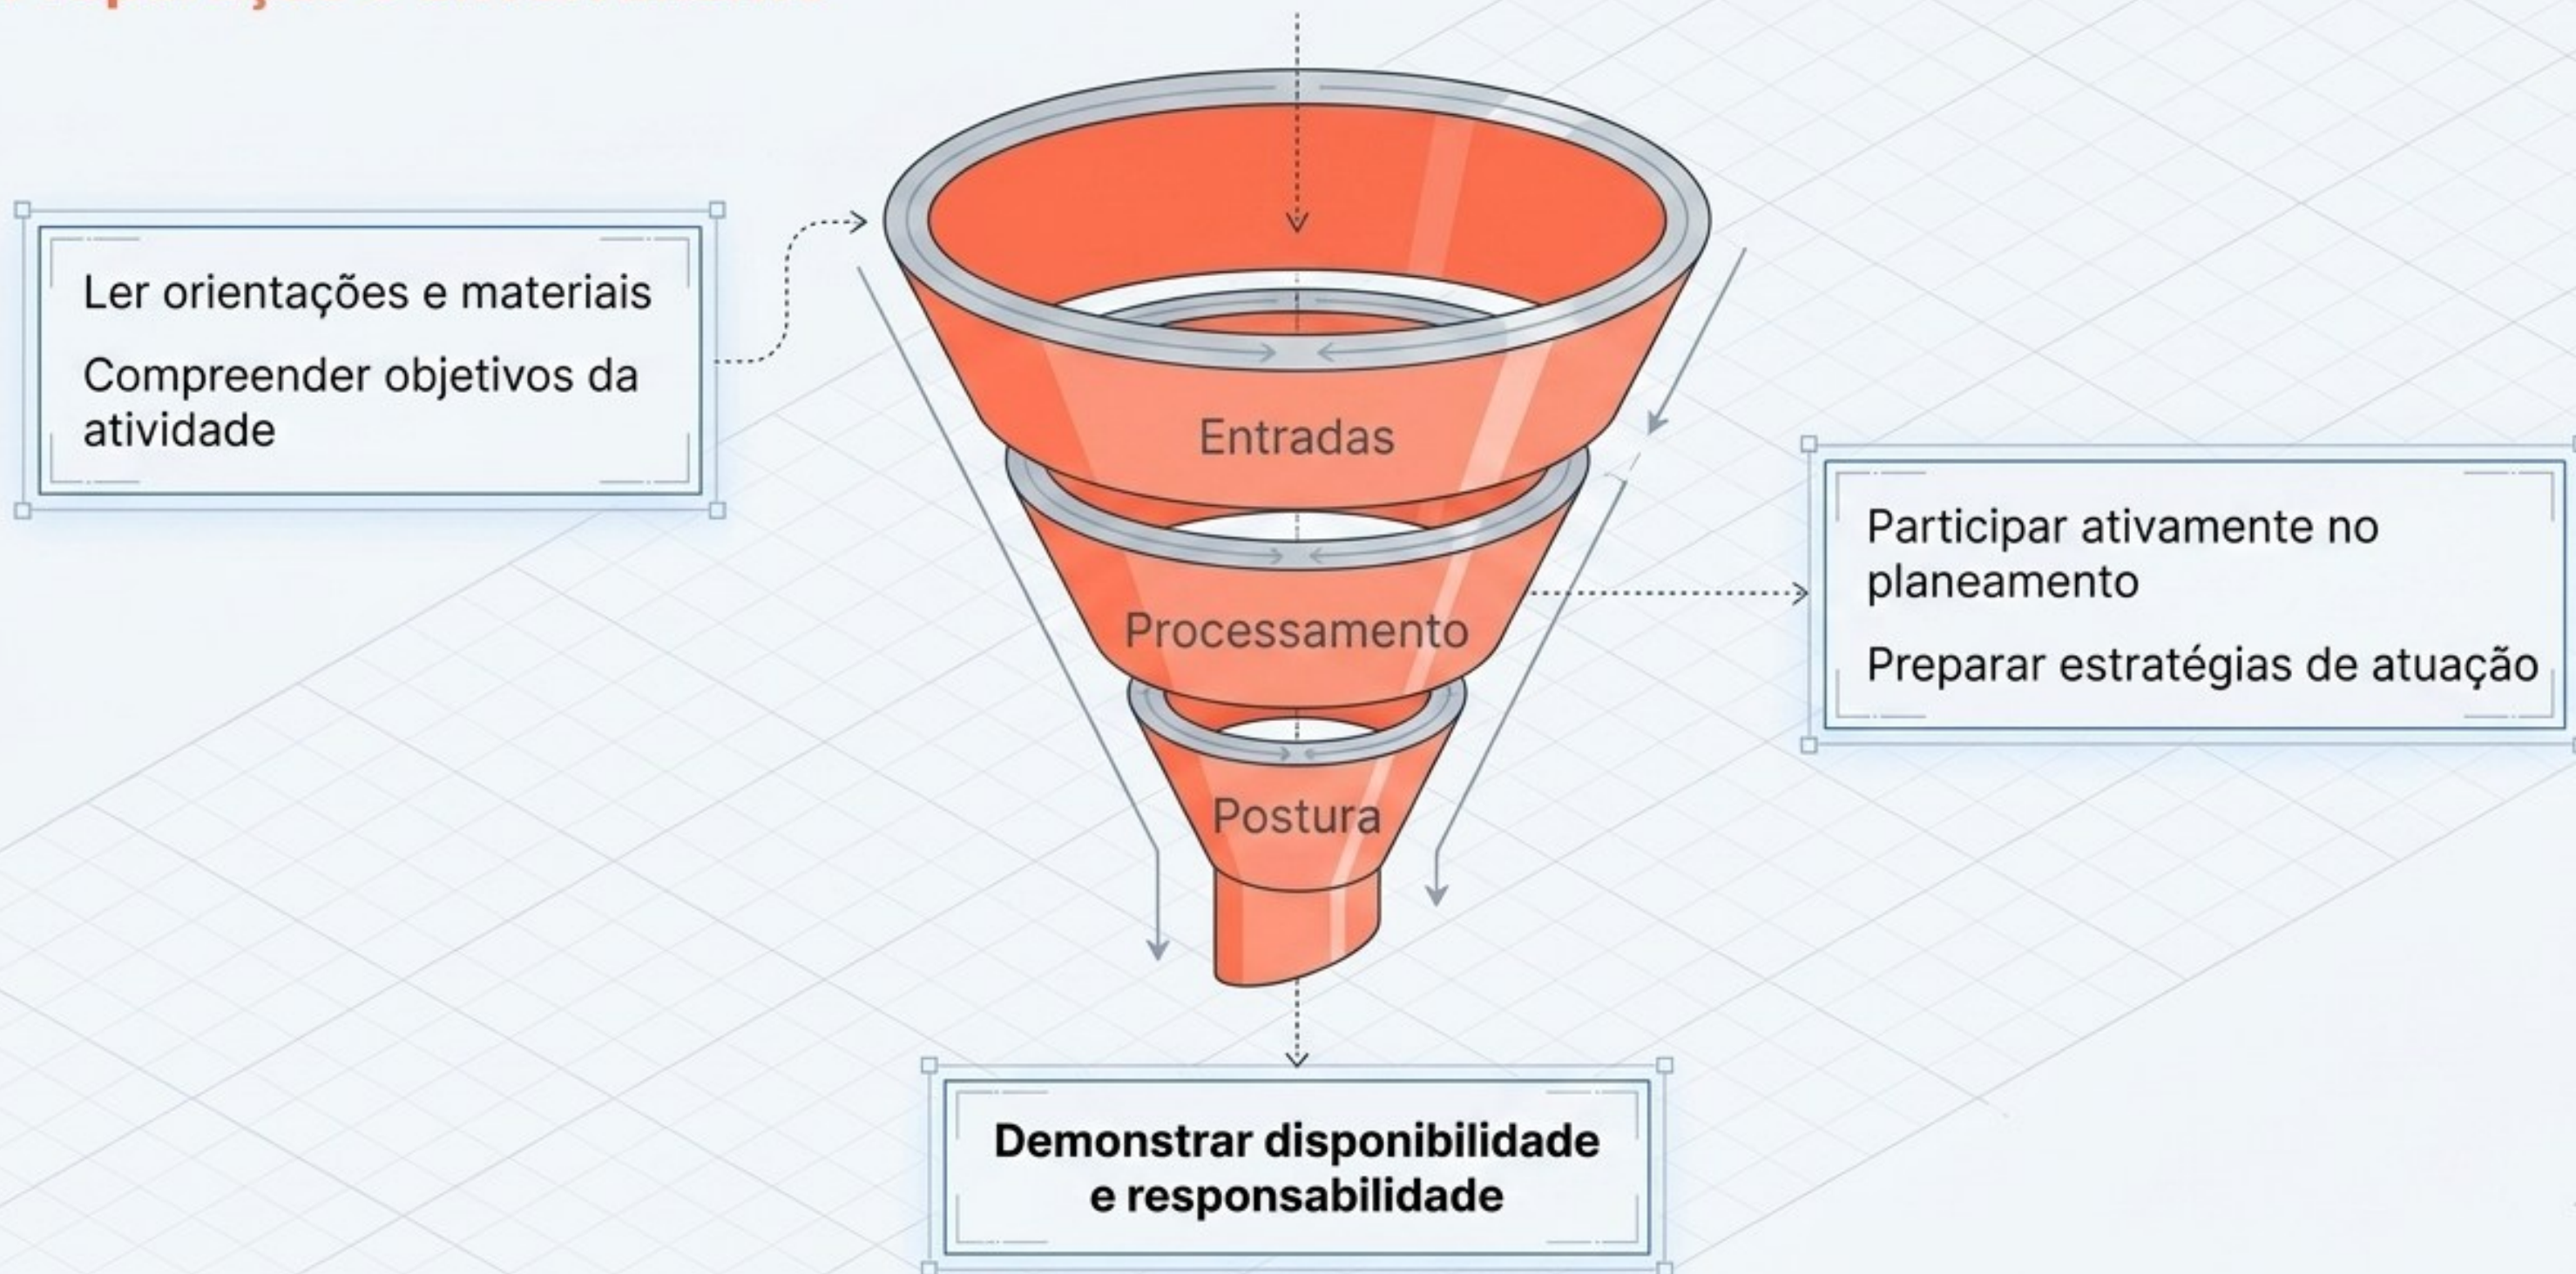 Ler orientações e materiais
Compreender objetivos da
atividade
Entradas
Processamento
Participar ativamente no
planeamento
Preparar estratégias de atuação
Postura
Demonstrar disponibilidade
e responsabilidade